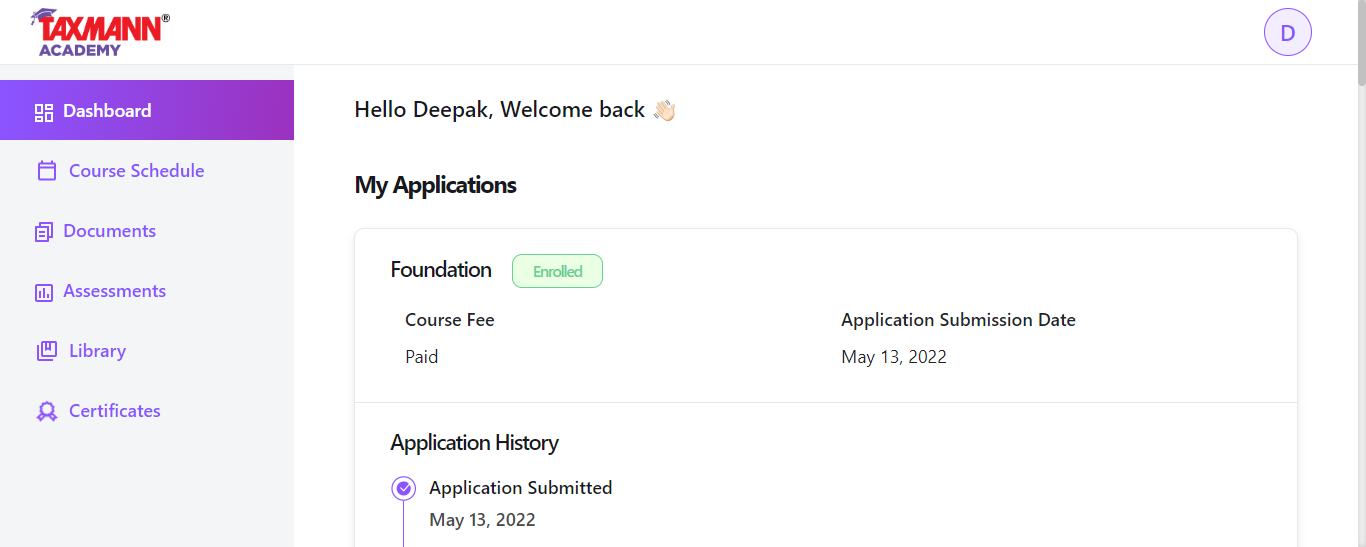 TAXMANN®
ACADEMY
D
Dashboard
Course Schedule
Documents
Assessments
Library
Certificates
Hello Deepak, Welcome back 👋🏻
My Applications
Foundation Enrolled
Course Fee Application Submission Date
Paid May 13, 2022
Application History
Application Submitted
May 13, 2022